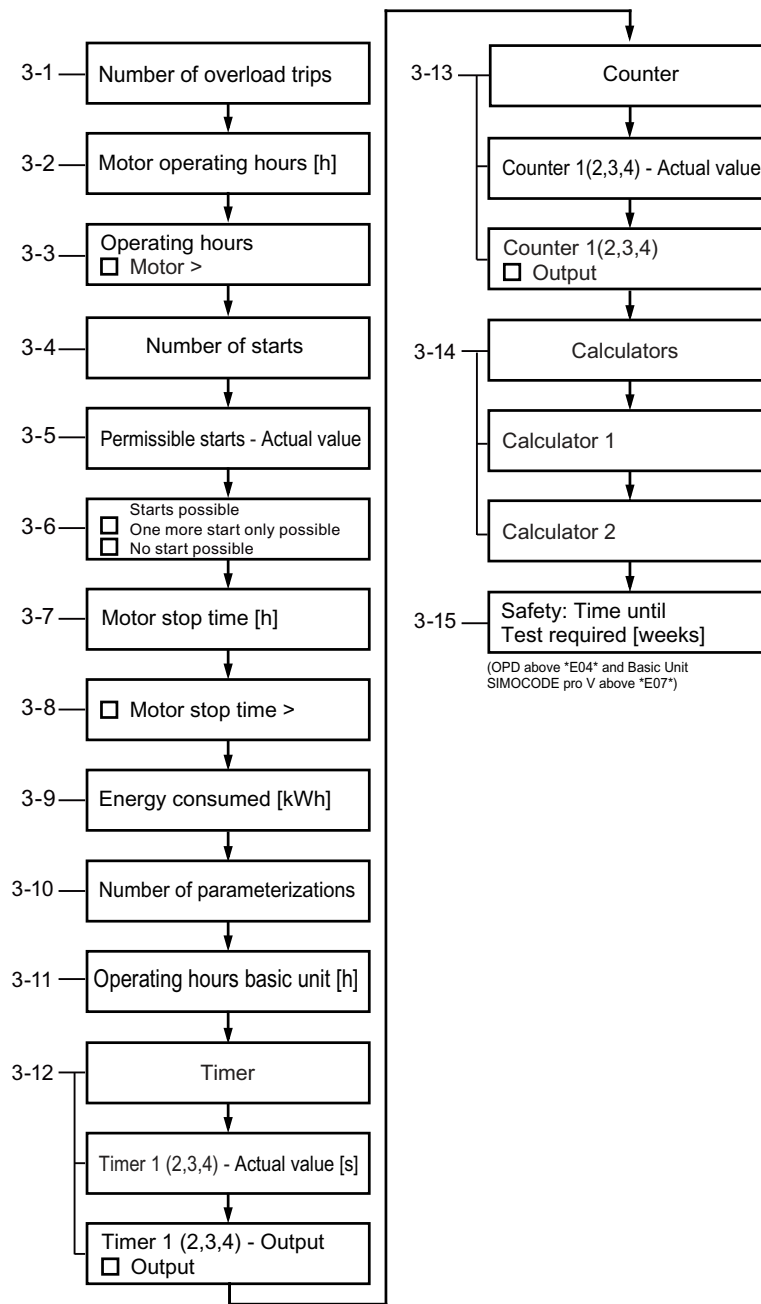 3-1
Number of overload trips
3-2
Motor operating hours [h]
3-3
Operating hours
Motor >
3-4
Number of starts
3-5
Permissible starts - Actual value
3-6
Starts possible
One more start only possible
No start possible
3-7
Motor stop time [h]
3-8
Motor stop time >
3-9
Energy consumed [kWh]
3-10
Number of parameterizations
3-11
Operating hours basic unit [h]
3-12
Timer
Timer 1 (2,3,4) - Actual value [s]
Timer 1 (2,3,4) - Output
Output
3-13
Counter
Counter 1(2,3,4) - Actual value
Counter 1(2,3,4)
Output
3-14
Calculators
Calculator 1
Calculator 2
3-15
Safety: Time until
Test required [weeks]
(OPD above *E04* and Basic Unit
SIMOCODE pro V above *E07*)